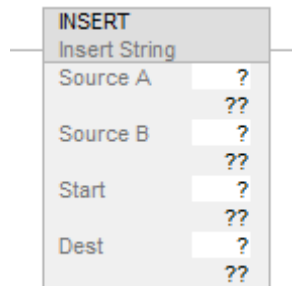 INSERT
Insert String
Source A ?
??
Source B ?
??
Start ?
??
Dest ?
??